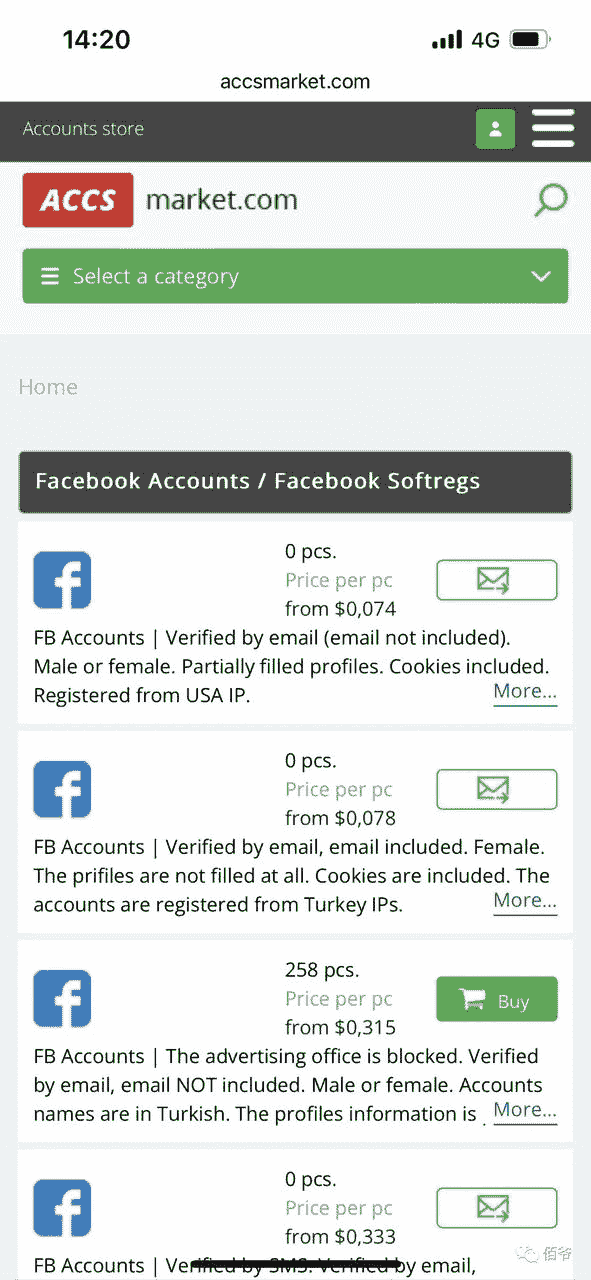 14:20
4G
accsmarket.com
Accounts store
ACCS market.com
Select a category
Home
Facebook Accounts / Facebook Softregs
0 pcs.
Price per pc
from $0,074
FB Accounts | Verified by email (email not included).
Male or female. Partially filled profiles. Cookies included.
Registered from USA IP.
More...
0 pcs.
Price per pc
from $0,078
FB Accounts | Verified by email, email included. Female.
The prifiles are not filled at all. Cookies are included. The
accounts are registered from Turkey IPs.
More...
258 pcs.
Price per pc
from $0,315
Buy
FB Accounts | The advertising office is blocked. Verified
by email, email NOT included. Male or female. Accounts
names are in Turkish. The profiles information is
More...
0 pcs.
Price per pc
from $0,333
FB Accounts | Verified by SMS. Verified by email,
佰爷